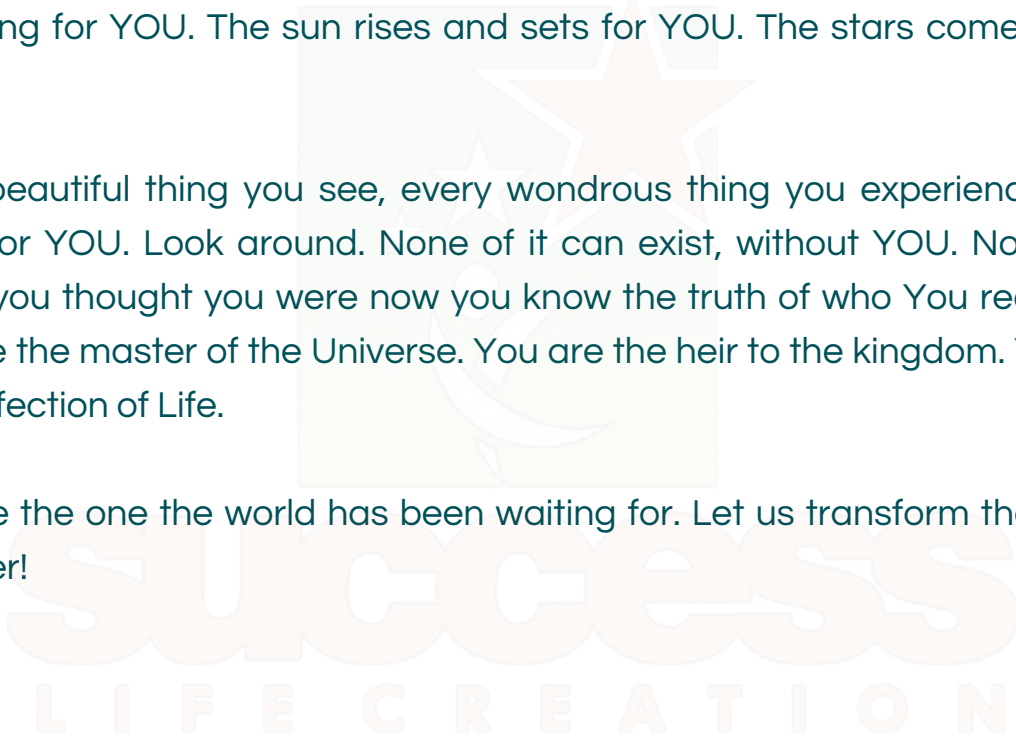 ng for YOU. The sun rises and sets for YOU. The stars come
beautiful thing you see, every wondrous thing you experienc
or YOU. Look around. None of it can exist, without YOU. No
you thought you were now you know the truth of who You rea
e the master of the Universe. You are the heir to the kingdom.
fection of Life.
e the one the world has been waiting for. Let us transform the
er!
success
LIFE CREATION